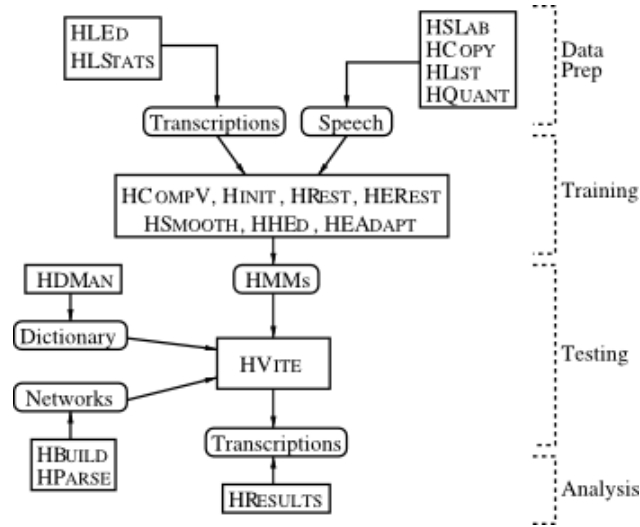 HLED
HLSTATS
HSLAB
HCOPY
HLIST
HQUANT
Data
Prep
Transcriptions
Speech
HCOMPV, HINIT, HREST, HEREST
HSMOOTH, HHED, HEADAPT
Training
HMMs
HDMAN
Dictionary
HVITE
Testing
Networks
HBUILD
HPARSE
Transcriptions
HRESULTS
Analysis